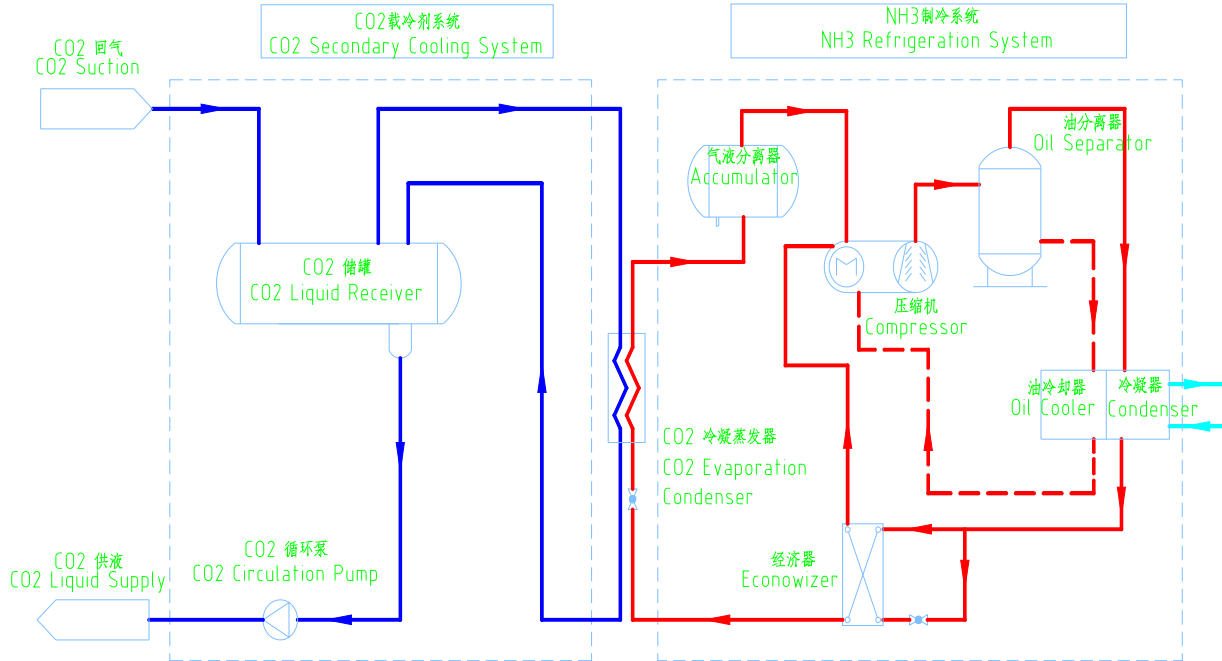 CO2载冷剂系统
CO2 Secondary Cooling System
NH3制冷系统
NH3 Refrigeration System
CO2 回气
CO2 Suction
油分离器
Oil Separator
气液分离器
Accumulator
CO2 储罐
CO2 Liquid Receiver
M
压缩机
Compressor
油冷却器
Oil Cooler
冷凝器
Condenser
CO2 冷凝蒸发器
CO2 Evaporation
Condenser
CO2 循环泵
CO2 Circulation Pump
CO2 供液
CO2 Liquid Supply
经济器
Econowizer